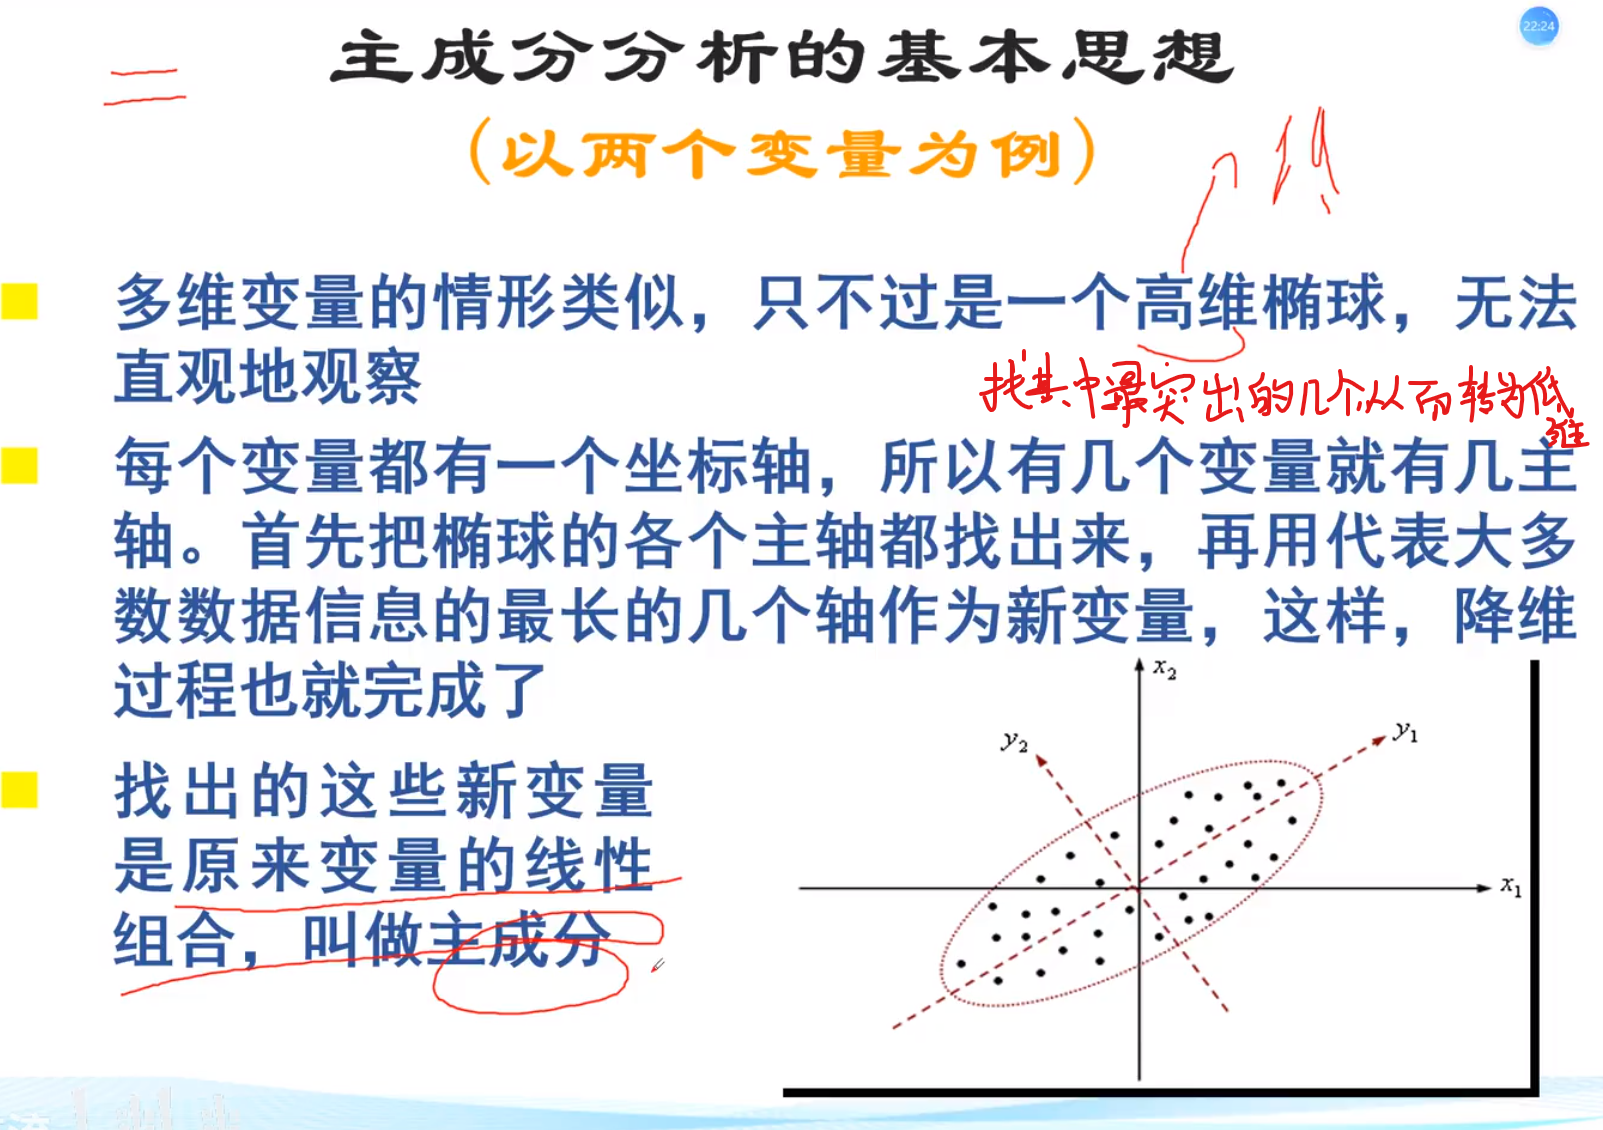 22:24
主成分分析的基本思想
（以两个变量为例）
多维变量的情形类似，只不过是一个高维椭球，无法
直观地观察
找其中最突出的几个从而转为低
维
每个变量都有一个坐标轴，所以有几个变量就有几主
轴。首先把椭球的各个主轴都找出来，再用代表大多
数数据信息的最长的几个轴作为新变量，这样，降维
过程也就完成了
找出的这些新变量
是原来变量的线性
组合，叫做主成分
x2
y2
y1
x1